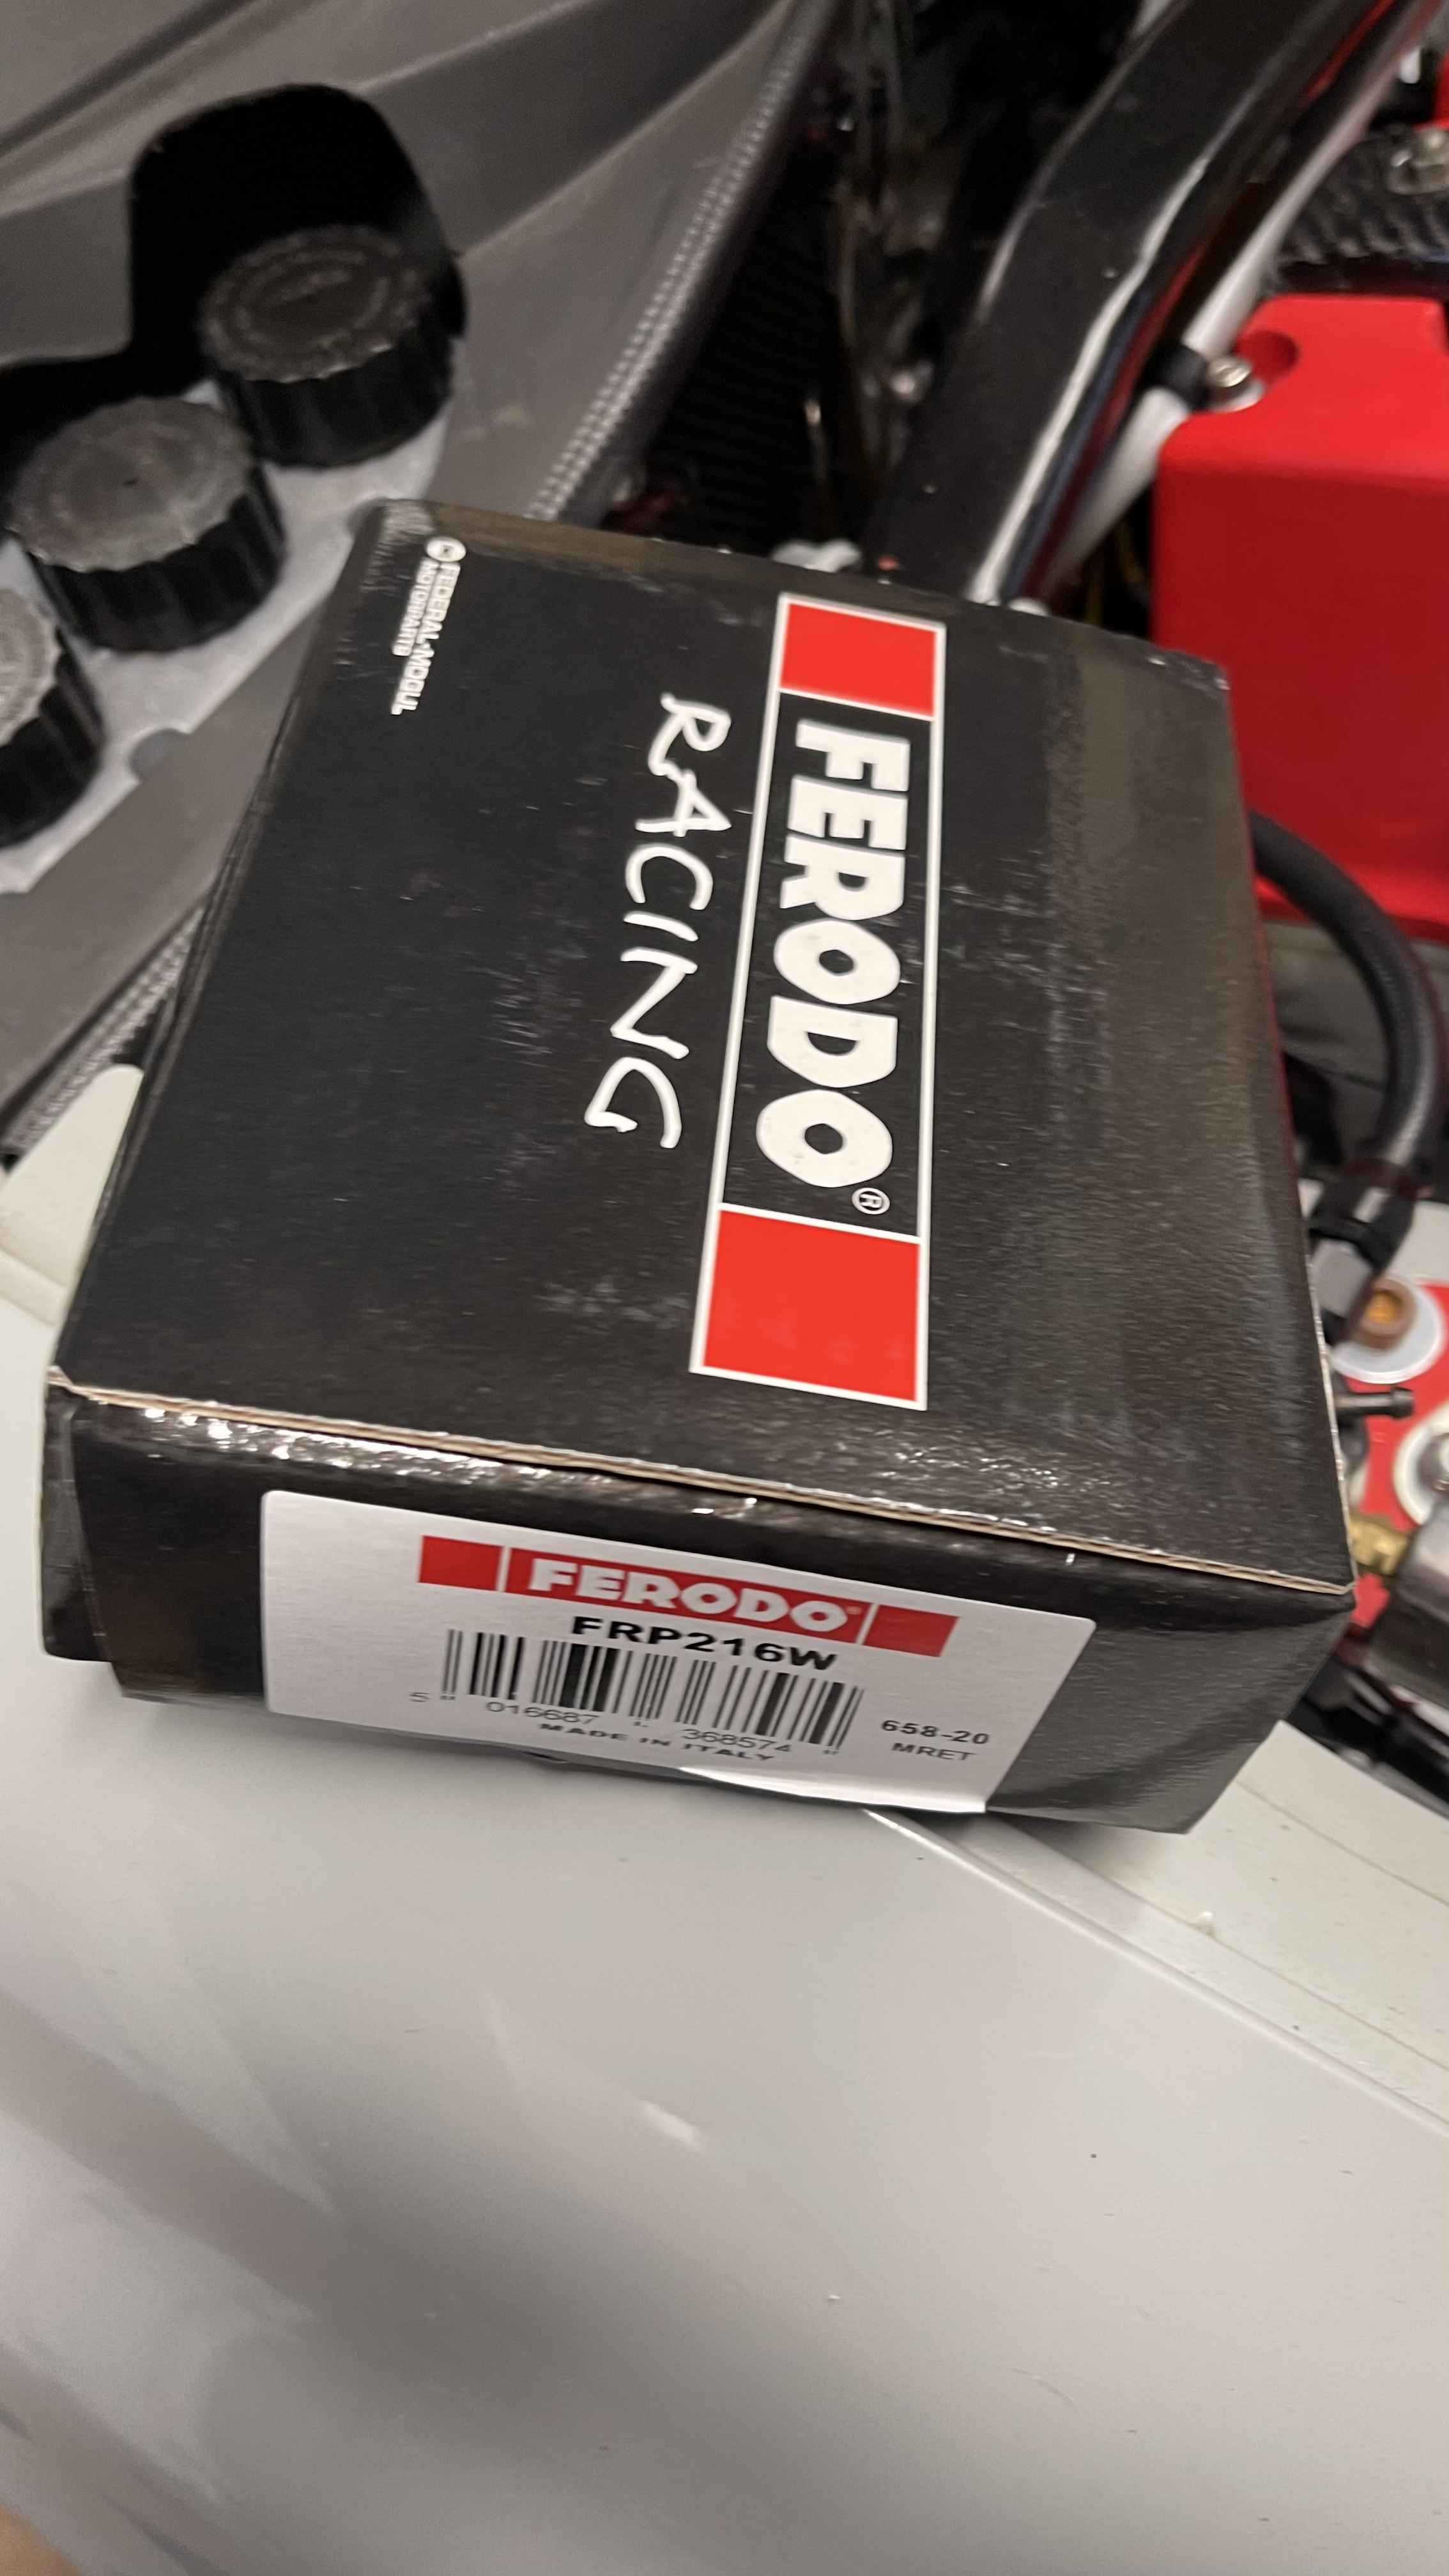 FERODO®
RACING
FEDERAL-MOGUL
MOTORPARTS
FERODO
FRP216W
5 016687 368574
MADE IN ITALY
658-20
MRET